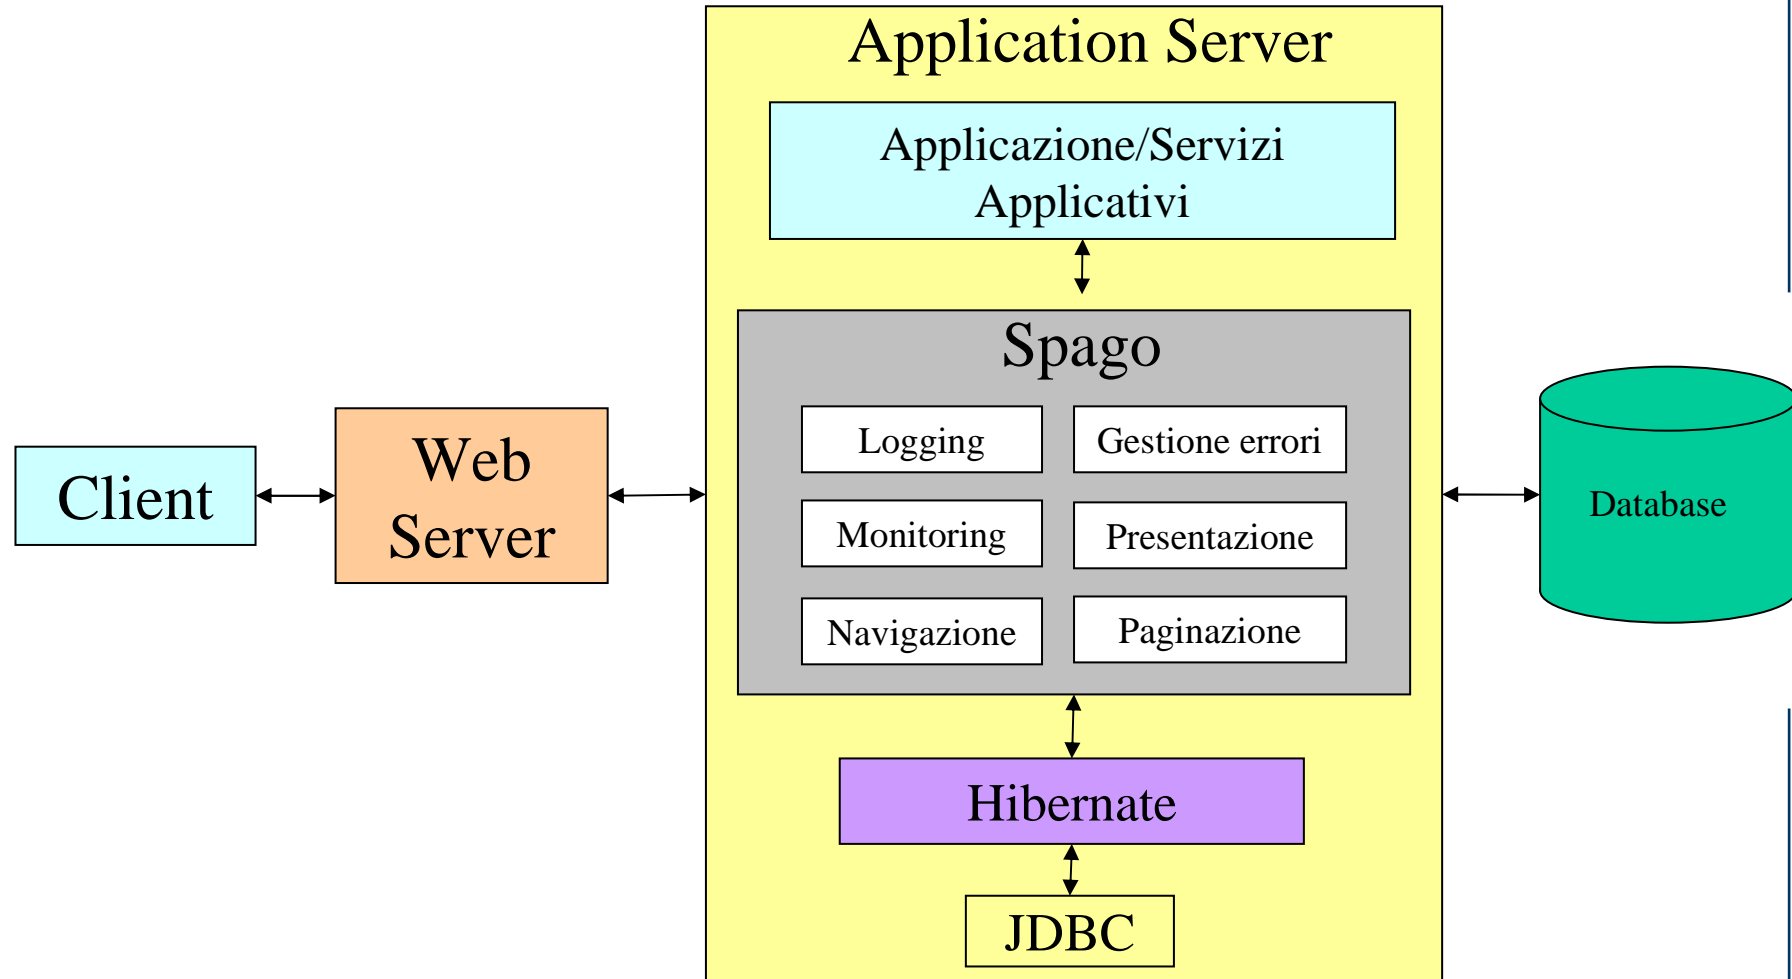 Application Server
Applicazione/Servizi
Applicativi
Spago
Logging
Gestione errori
Monitoring
Presentazione
Navigazione
Paginazione
Client
Web
Server
Database
Hibernate
JDBC